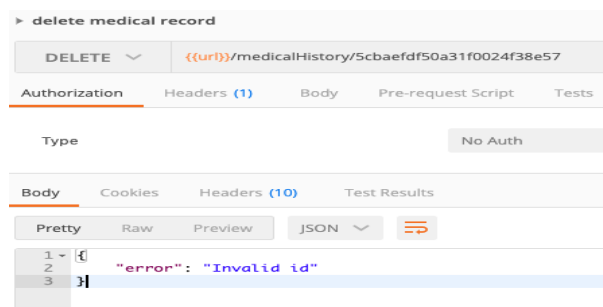 delete medical record
DELETE {{url}}/medicalHistory/5cbaefdf50a31f0024f38e57
Authorization Headers (1) Body Pre-request Script Tests
Type No Auth
Body Cookies Headers (10) Test Results
Pretty Raw Preview JSON
1 {
2 "error": "Invalid id"
3 }